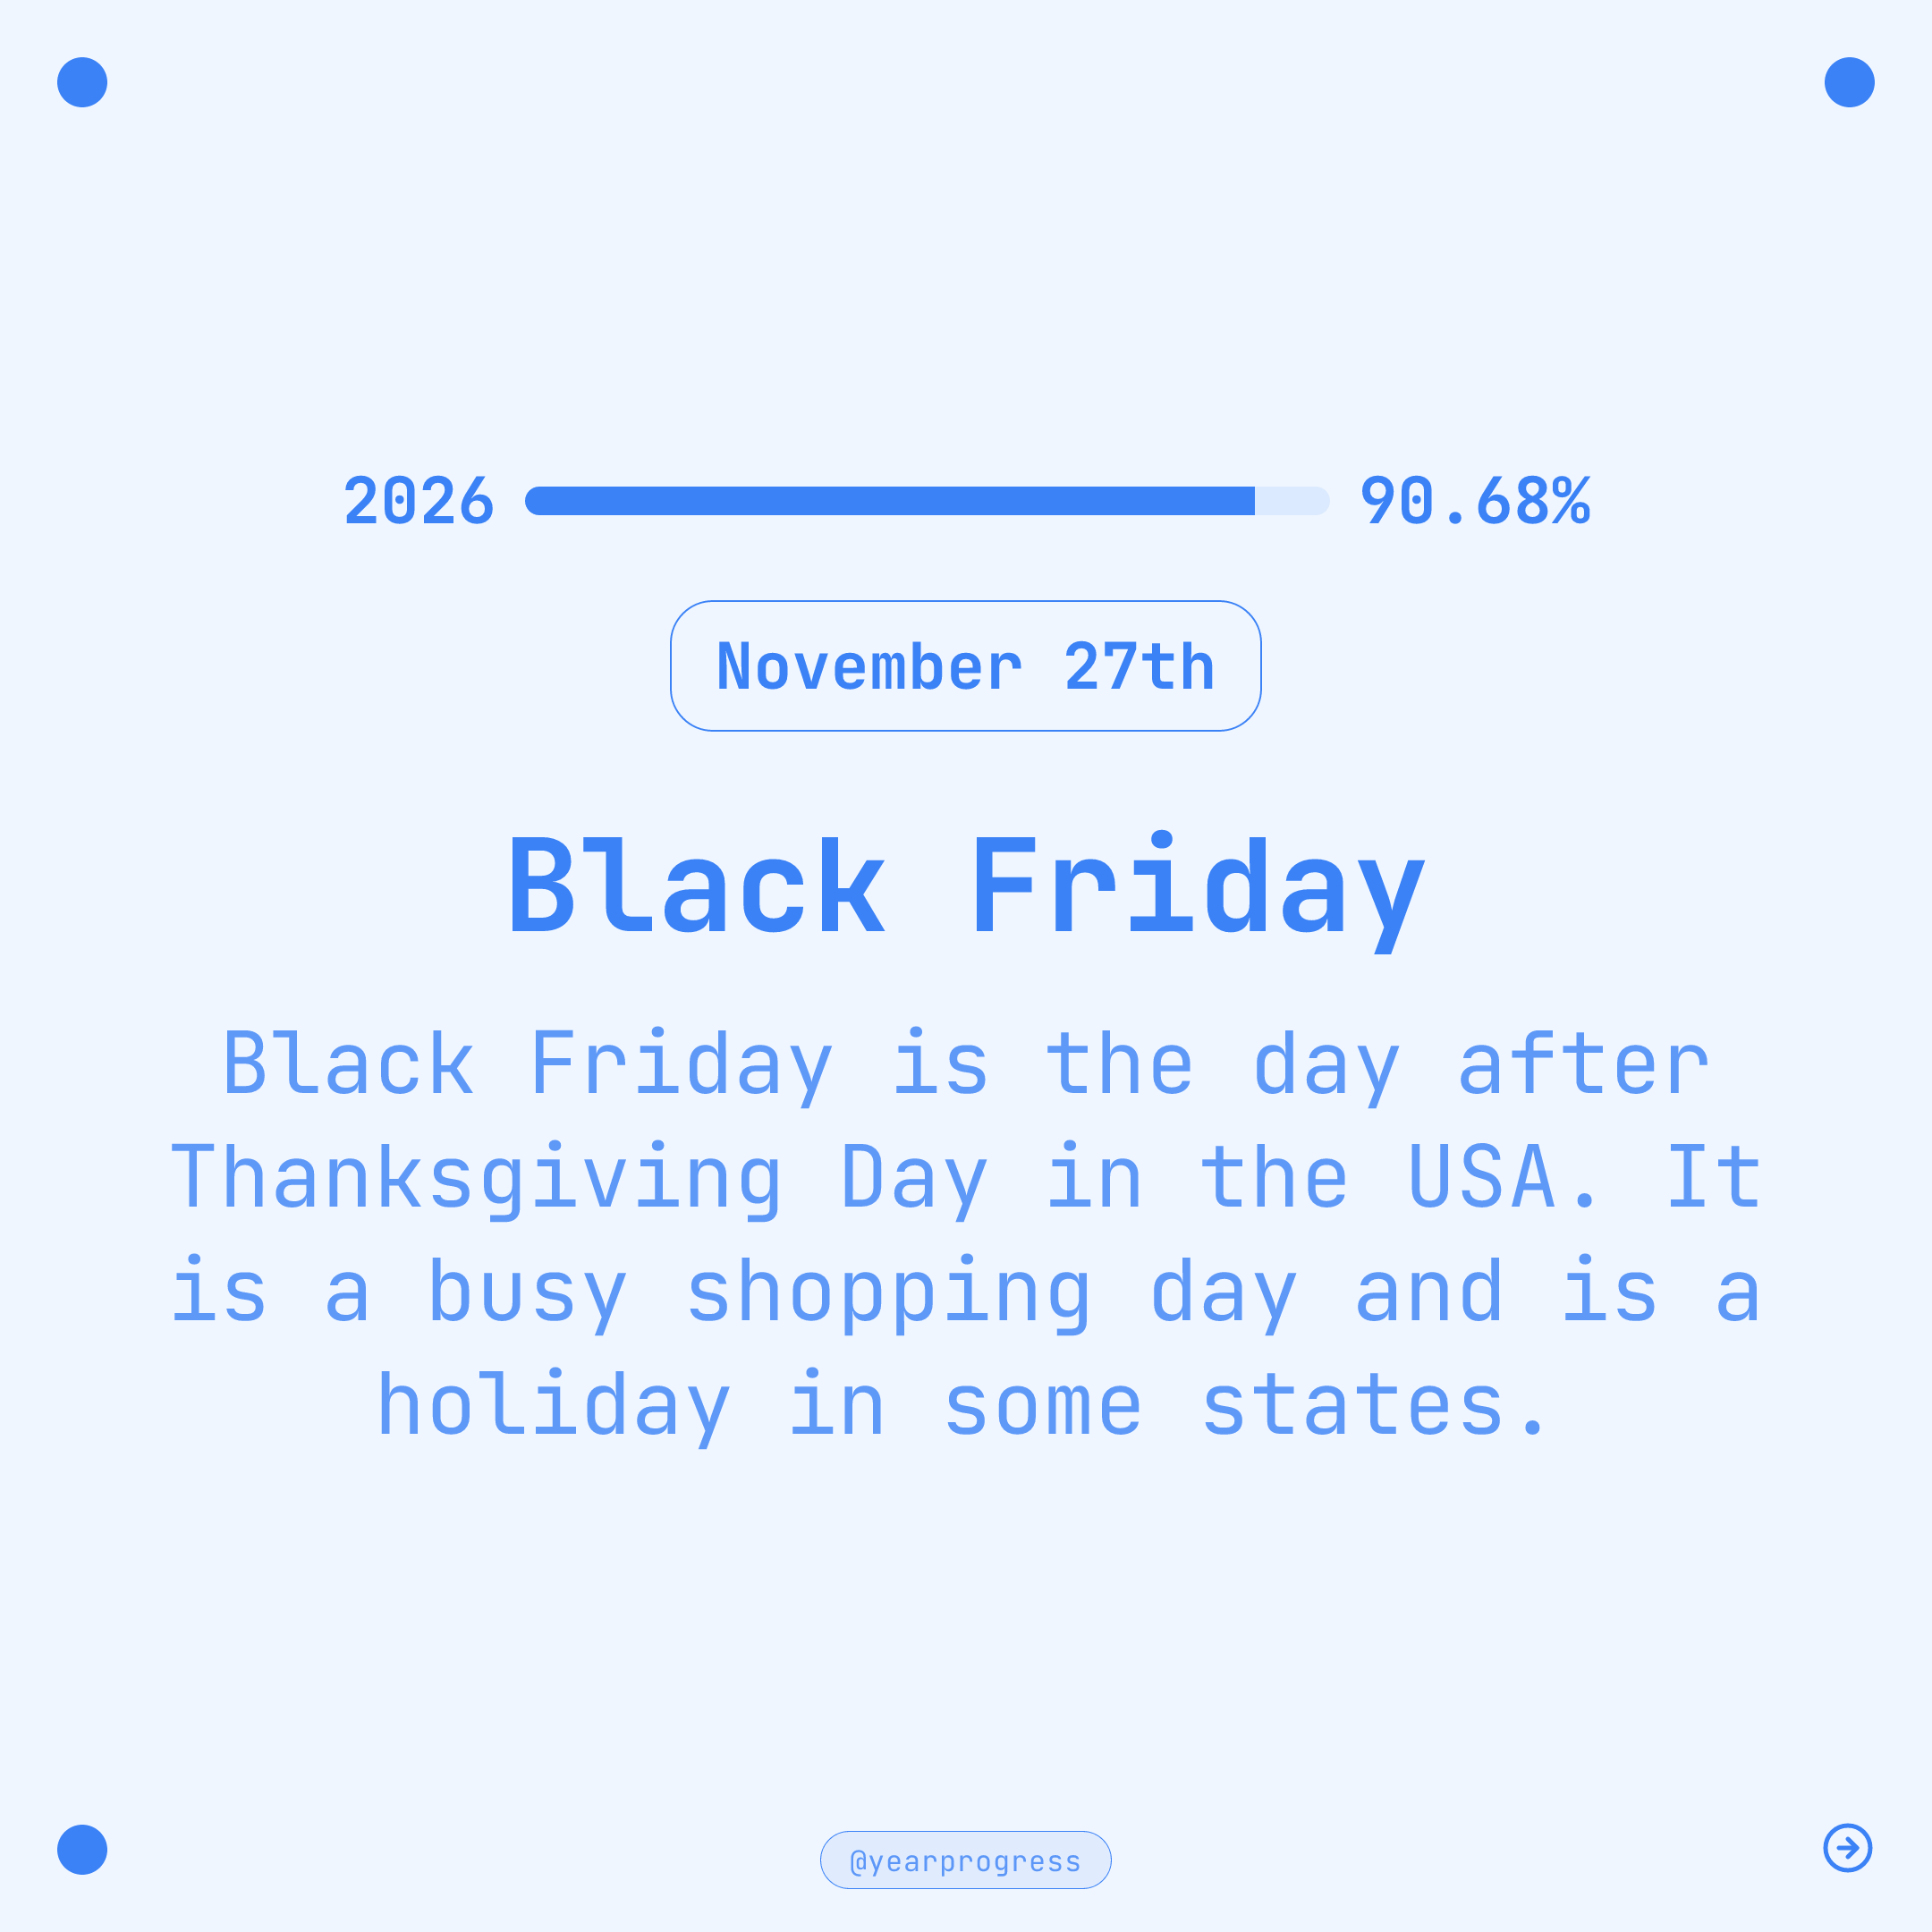 2026 90.68%
November 27th
Black Friday
Black Friday is the day after
Thanksgiving Day in the USA. It
is a busy shopping day and is a
holiday in some states.
@yearprogress